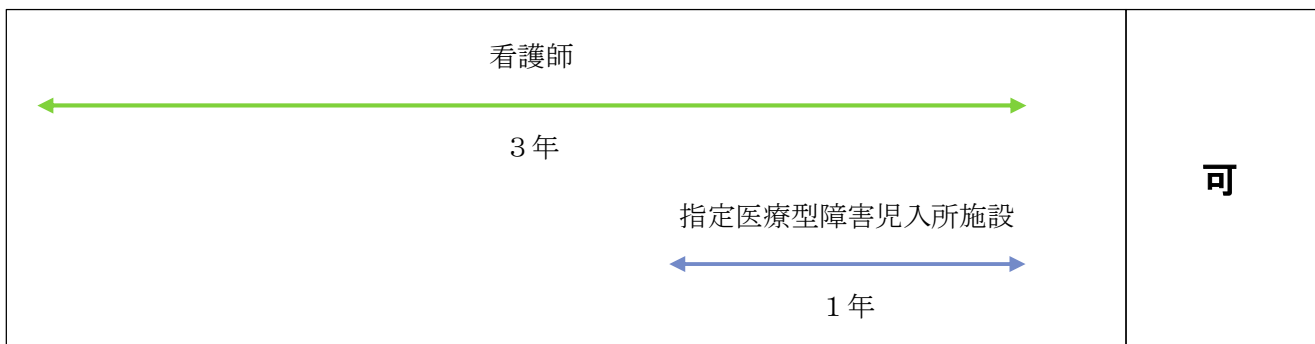 看護師
３年
指定医療型障害児入所施設
１年
可